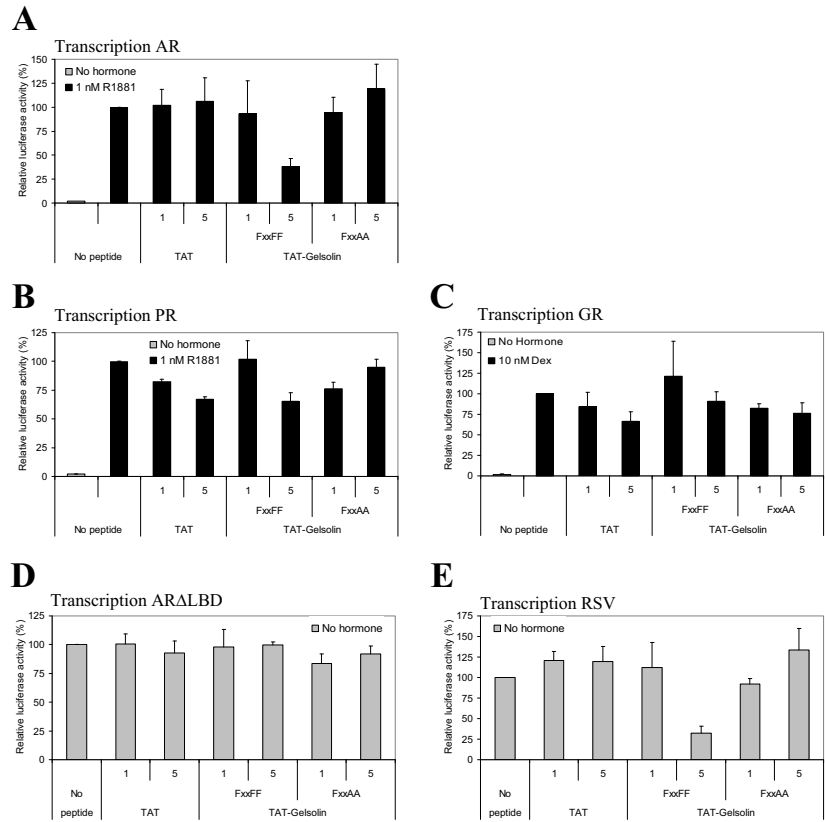 A
Transcription AR
Relative luciferase activity (%)
150
125
100
75
50
25
0
No hormone
1 nM R1881
1 5 1 5 1 5
FxxFF FxxAA
No peptide TAT TAT-Gelsolin
B
Transcription PR
Relative luciferase activity (%)
125
100
75
50
25
0
No hormone
1 nM R1881
1 5 1 5 1 5
FxxFF FxxAA
No peptide TAT TAT-Gelsolin
C
Transcription GR
Relative luciferase activity (%)
175
150
125
100
75
50
25
0
No Hormone
10 nM Dex
1 5 1 5 1 5
FxxFF FxxAA
No peptide TAT TAT-Gelsolin
D
Transcription ARΔLBD
Relative luciferase activity (%)
125
100
75
50
25
0
No hormone
1 5 1 5 1 5
No FxxFF FxxAA
peptide TAT TAT-Gelsolin
E
Transcription RSV
Relative luciferase activity (%)
175
150
125
100
75
50
25
0
No hormone
1 5 1 5 1 5
No FxxFF FxxAA
peptide TAT TAT-Gelsolin